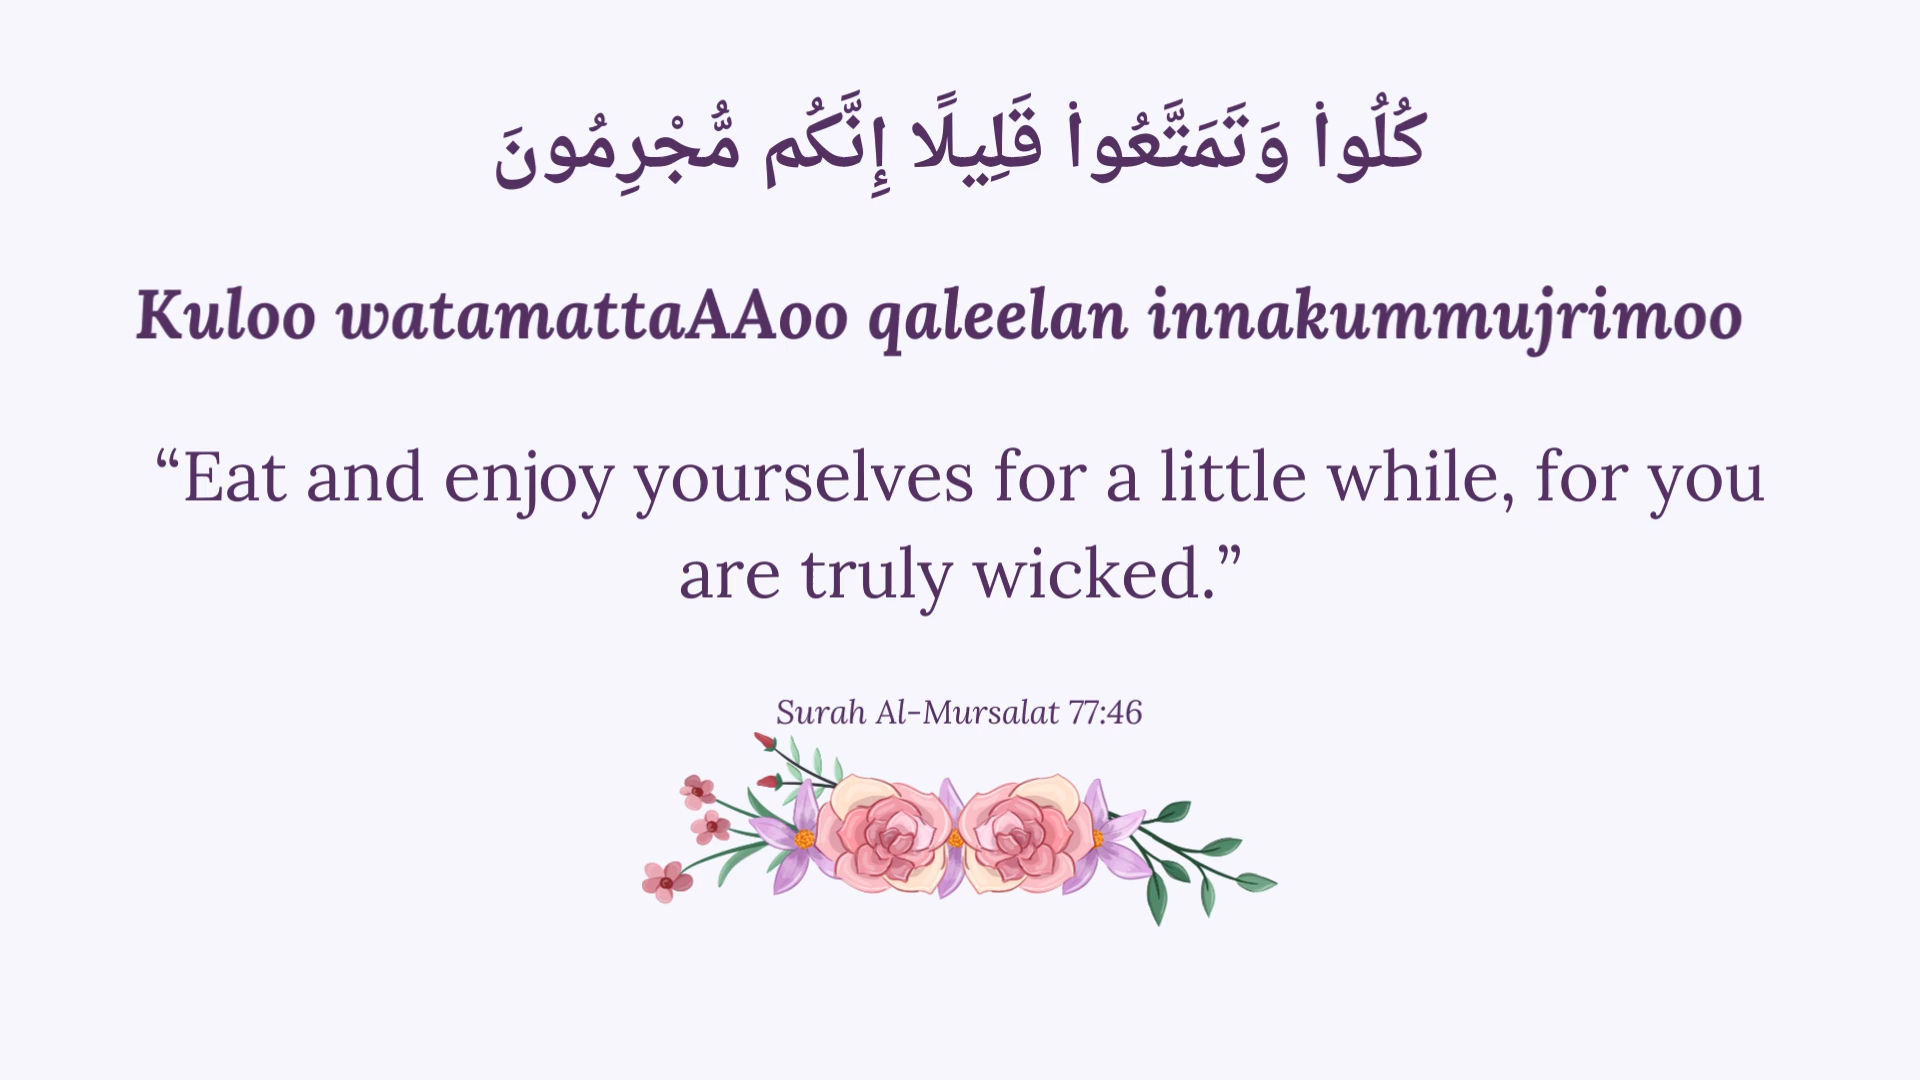 كُلُوا۟ وَتَمَتَّعُوا۟ قَلِيلًا إِنَّكُم مُّجْرِمُونَ
Kuloo watamattaAAoo qaleelan innakummujrimoo
“Eat and enjoy yourselves for a little while, for you
are truly wicked.”
Surah Al-Mursalat 77:46